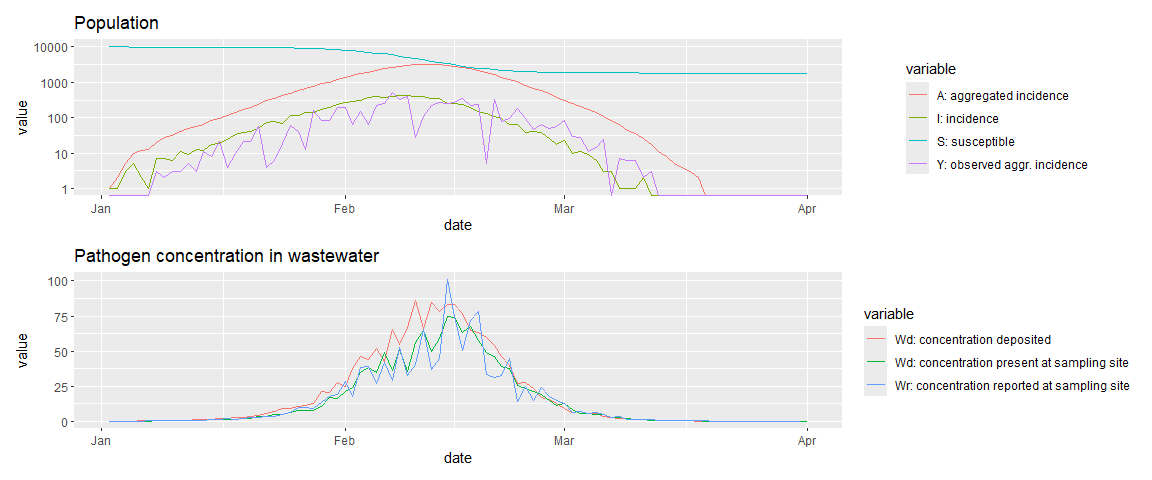 Population
value
10000
1000
100
10
1
Jan
Feb
Mar
Apr
date
variable
A: aggregated incidence
I: incidence
S: susceptible
Y: observed aggr. incidence
Pathogen concentration in wastewater
value
100
75
50
25
0
Jan
Feb
Mar
Apr
date
variable
Wd: concentration deposited
Wd: concentration present at sampling site
Wr: concentration reported at sampling site